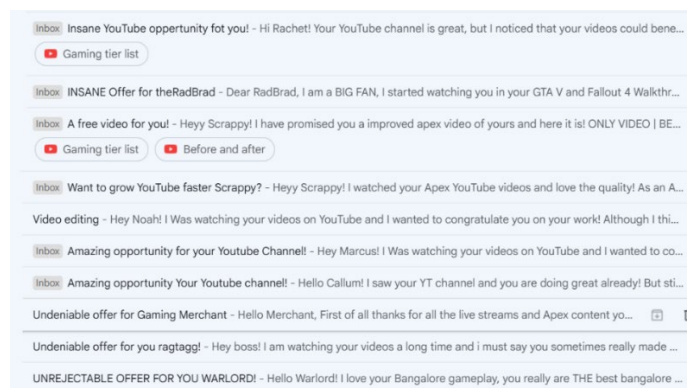 Inbox Insane YouTube oppertunity fot you! - Hi Rachet! Your YouTube channel is great, but I noticed that your videos could bene...
Gaming tier list
Inbox INSANE Offer for theRadBrad - Dear RadBrad, I am a BIG FAN, I started watching you in your GTA V and Fallout 4 Walkthr...
Inbox A free video for you! - Heyy Scrappy! I have promised you a improved apex video of yours and here it is! ONLY VIDEO | BE...
Gaming tier list Before and after
Inbox Want to grow YouTube faster Scrappy? - Heyy Scrappy! I watched your Apex YouTube videos and love the quality! As an A...
Video editing - Hey Noah! I Was watching your videos on YouTube and I wanted to congratulate you on your work! Although I thi...
Inbox Amazing opportunity for your Youtube Channel! - Hey Marcus! I Was watching your videos on YouTube and I wanted to co...
Inbox Amazing opportunity Your Youtube channel! - Hello Callum! I saw your YT channel and you are doing great already! But sti...
Undeniable offer for Gaming Merchant - Hello Merchant, First of all thanks for all the live streams and Apex content yo...
Undeniable offer for you ragtagg! - Hey boss! I am watching your videos a long time and i must say you sometimes really made ...
UNREJECTABLE OFFER FOR YOU WARLORD! - Hello Warlord! I love your Bangalore gameplay, you really are THE best bangalore ...